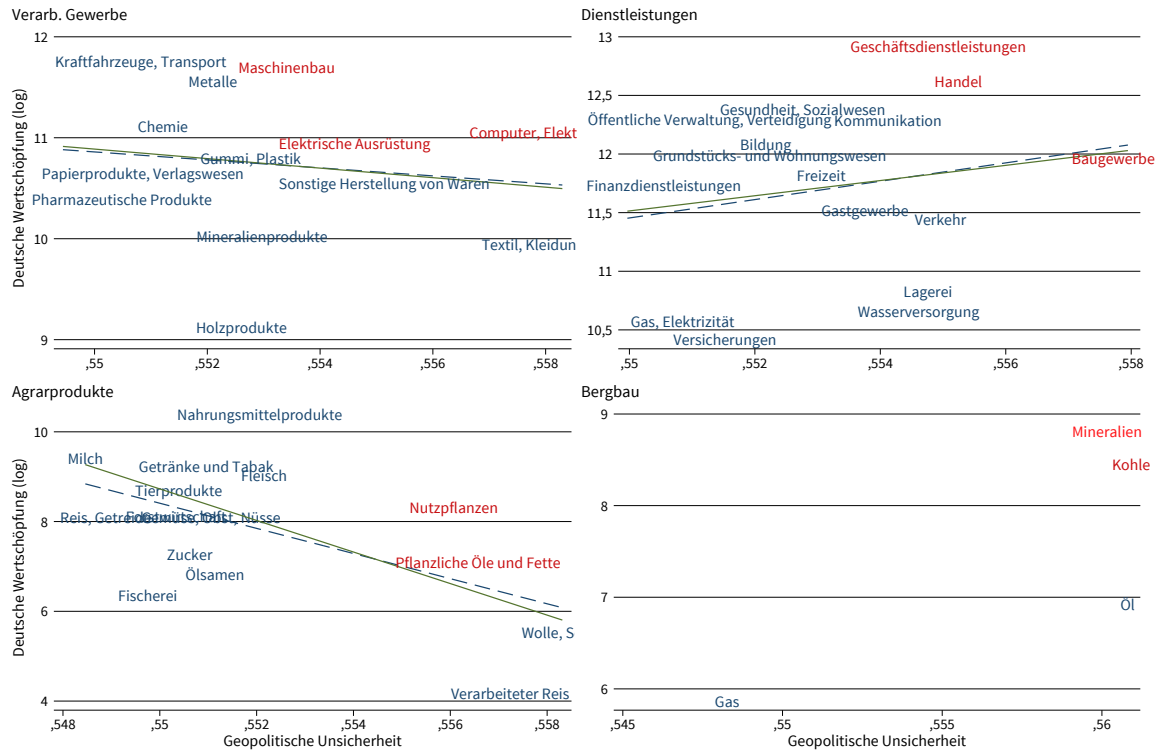 Verarb. Gewerbe
Deutsche Wertschöpfung (log)
12
11
10
9
Kraftfahrzeuge, Transport
Maschinenbau
Metalle
Chemie
Computer, Elekt
Elektrische Ausrüstung
Gummi, Plastik
Papierprodukte, Verlagswesen
Sonstige Herstellung von Waren
Pharmazeutische Produkte
Mineralienprodukte
Textil, Kleidun
Holzprodukte
,55 ,552 ,554 ,556 ,558
Dienstleistungen
13
12,5
12
11,5
11
10,5
Geschäftsdienstleistungen
Handel
Gesundheit, Sozialwesen
Öffentliche Verwaltung, Verteidigung
Kommunikation
Bildung
Grundstücks- und Wohnungswesen
Baugewerbe
Freizeit
Finanzdienstleistungen
Gastgewerbe
Verkehr
Lagerei
Wasserversorgung
Gas, Elektrizität
Versicherungen
,55 ,552 ,554 ,556 ,558
Agrarprodukte
Deutsche Wertschöpfung (log)
10
8
6
4
Nahrungsmittelprodukte
Milch
Getränke und Tabak
Fleisch
Tierprodukte
Nutzpflanzen
Reis, Getreide
Gemüse, Obst, Nüsse
Zucker
Pflanzliche Öle und Fette
Ölsamen
Fischerei
Wolle, S
Verarbeiteter Reis
,548 ,55 ,552 ,554 ,556 ,558
Geopolitische Unsicherheit
Bergbau
9
8
7
6
Mineralien
Kohle
Öl
Gas
,545 ,55 ,555 ,56
Geopolitische Unsicherheit